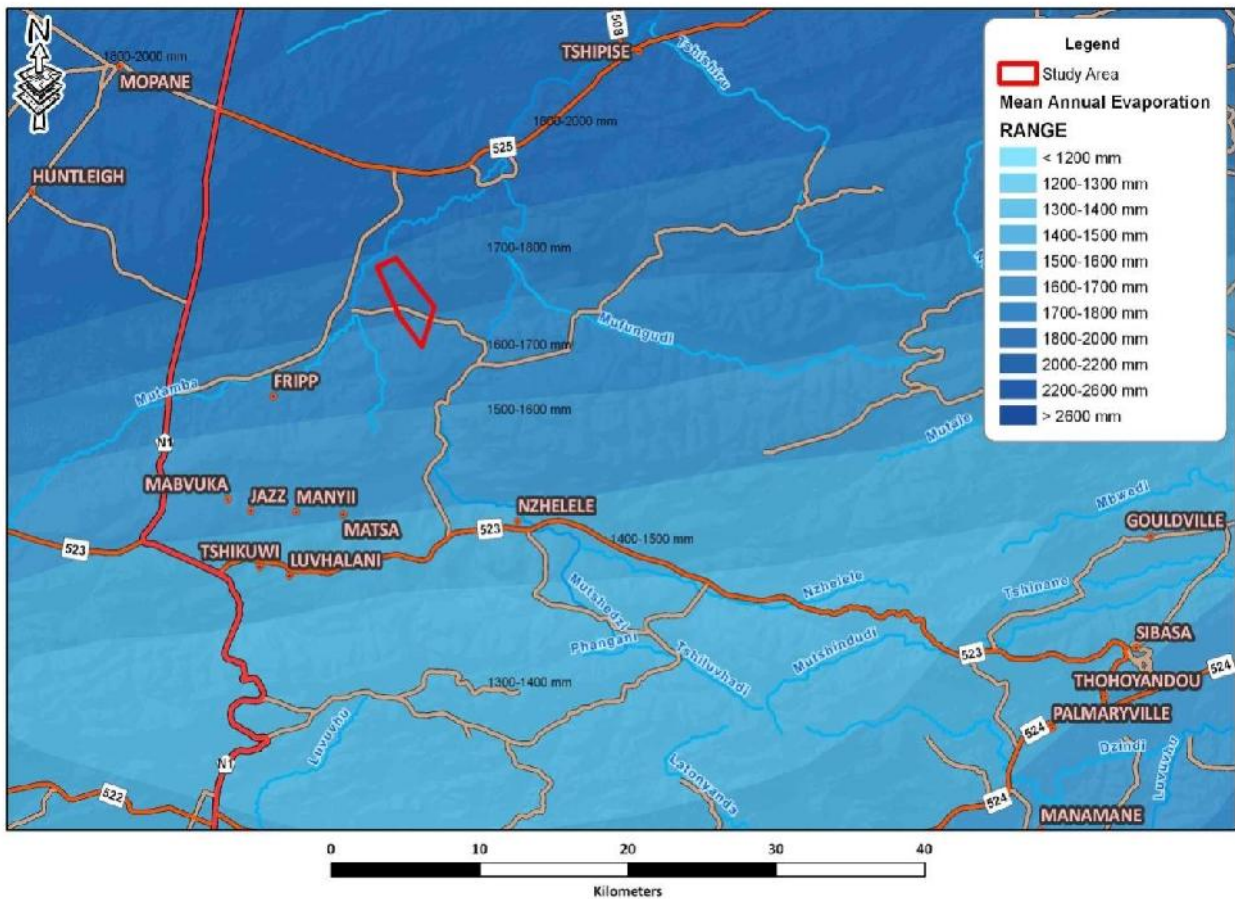 N
508
TSHIPISE
Tshishiru
1800-2000 mm
MOPANE
1800-2000 mm
525
HUNTLEIGH
1700-1800 mm
Mufungudi
1600-1700 mm
FRIPP
Mutamba
1500-1600 mm
N1
Mutale
MABVUKA
JAZZ
MANYII
MATSA
NZHELELE
Mbwedi
GOULDVILLE
523
523
1400-1500 mm
TSHIKUWI
LUVHALANI
Nzhelele
Tshinane
Mutshedzi
Phangani
Tshiluvhadi
Mutshindudi
523
SIBASA
524
THOHOYANDOU
1300-1400 mm
PALMARYVILLE
Luvuvhu
524
Dzindi
Luvuvhu
N1
Latonyanda
522
524
MANAMANE
Legend
Study Area
Mean Annual Evaporation
RANGE
< 1200 mm
1200-1300 mm
1300-1400 mm
1400-1500 mm
1500-1600 mm
1600-1700 mm
1700-1800 mm
1800-2000 mm
2000-2200 mm
2200-2600 mm
> 2600 mm
0 10 20 30 40
Kilometers